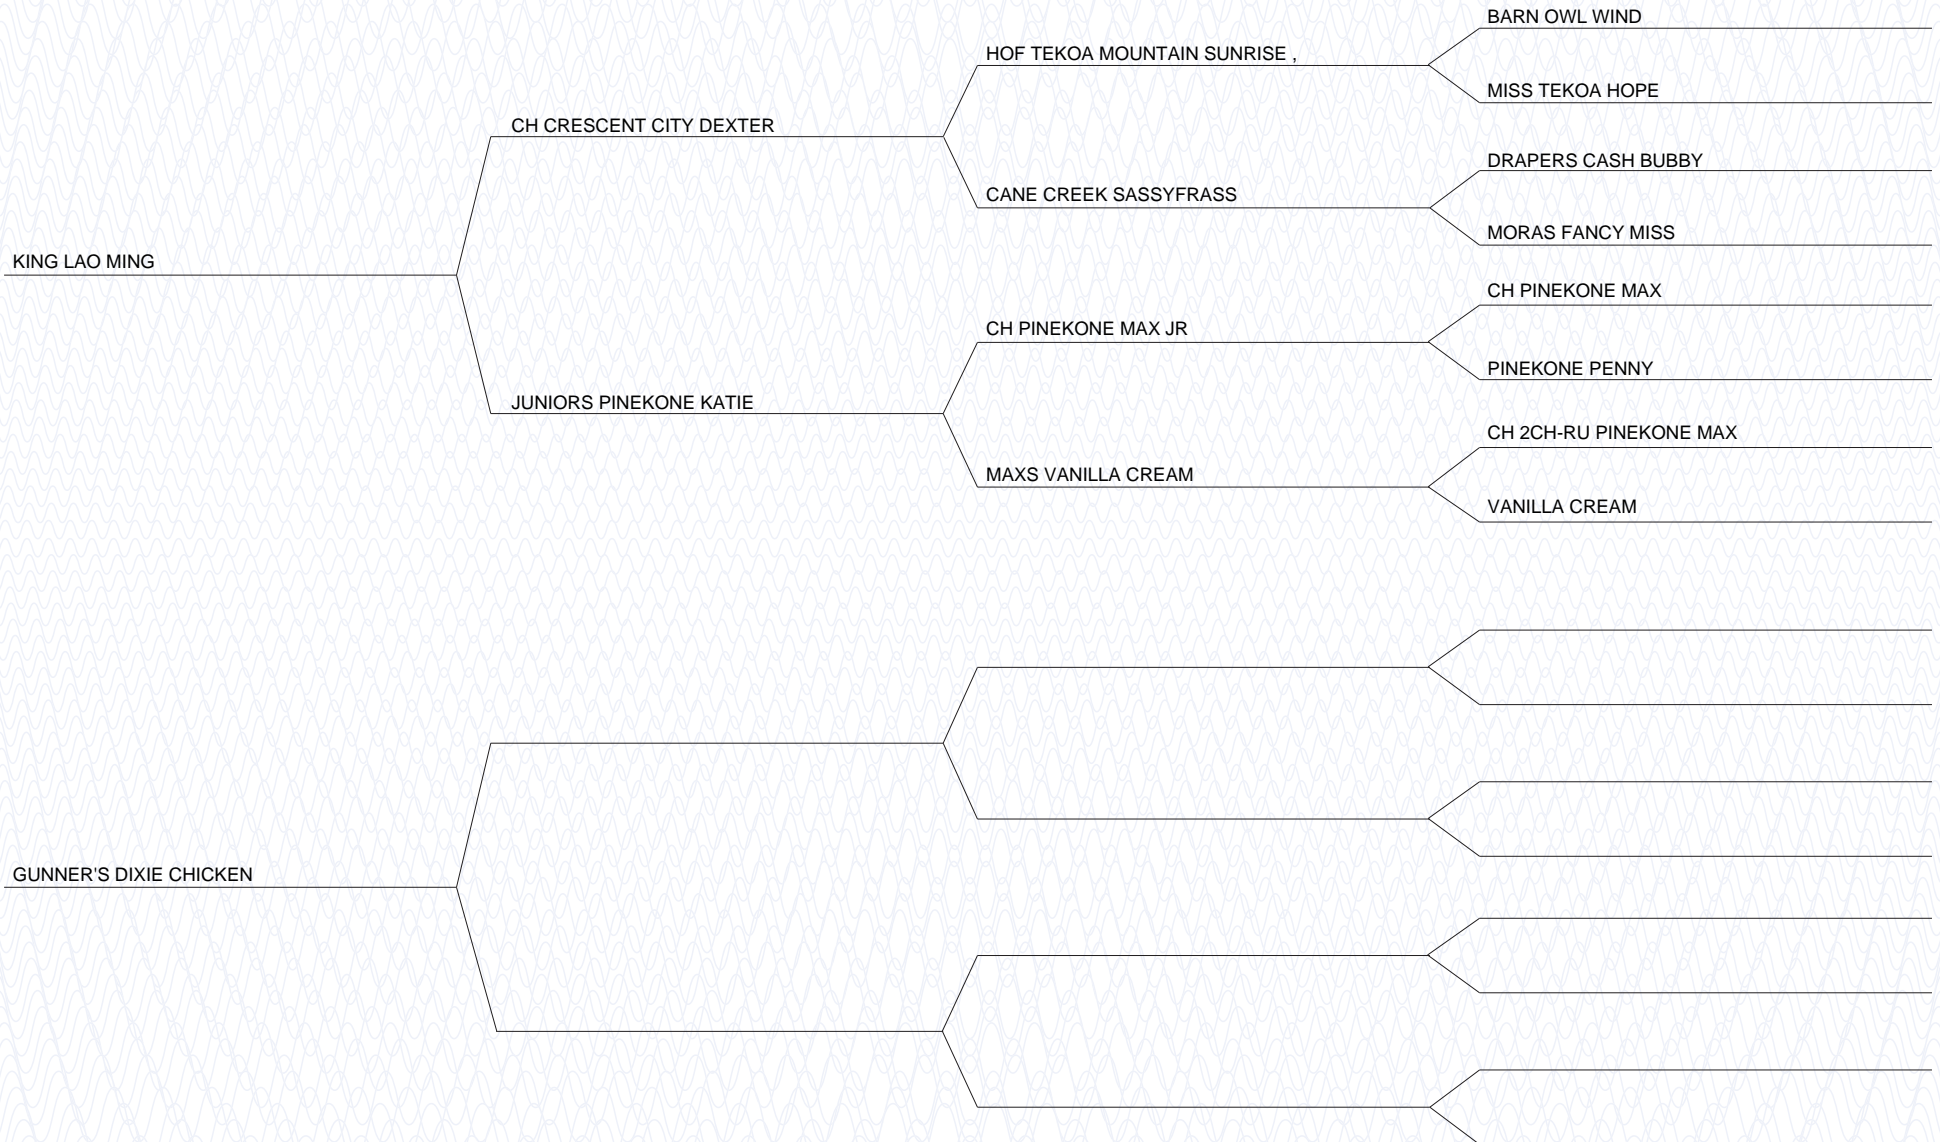 BARN OWL WIND
HOF TEKOA MOUNTAIN SUNRISE ,
MISS TEKOA HOPE
CH CRESCENT CITY DEXTER
DRAPERS CASH BUBBY
CANE CREEK SASSYFRASS
MORAS FANCY MISS
KING LAO MING
CH PINEKONE MAX
CH PINEKONE MAX JR
PINEKONE PENNY
JUNIORS PINEKONE KATIE
CH 2CH-RU PINEKONE MAX
MAXS VANILLA CREAM
VANILLA CREAM
GUNNER'S DIXIE CHICKEN